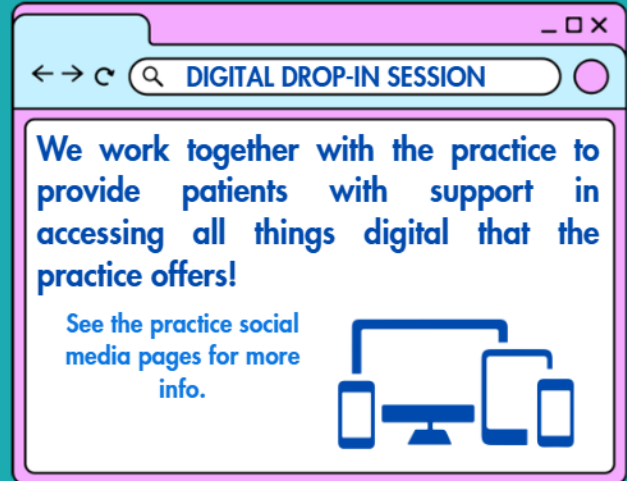 DIGITAL DROP-IN SESSION
We work together with the practice to
provide patients with support in
accessing all things digital that the
practice offers!
See the practice social
media pages for more
info.